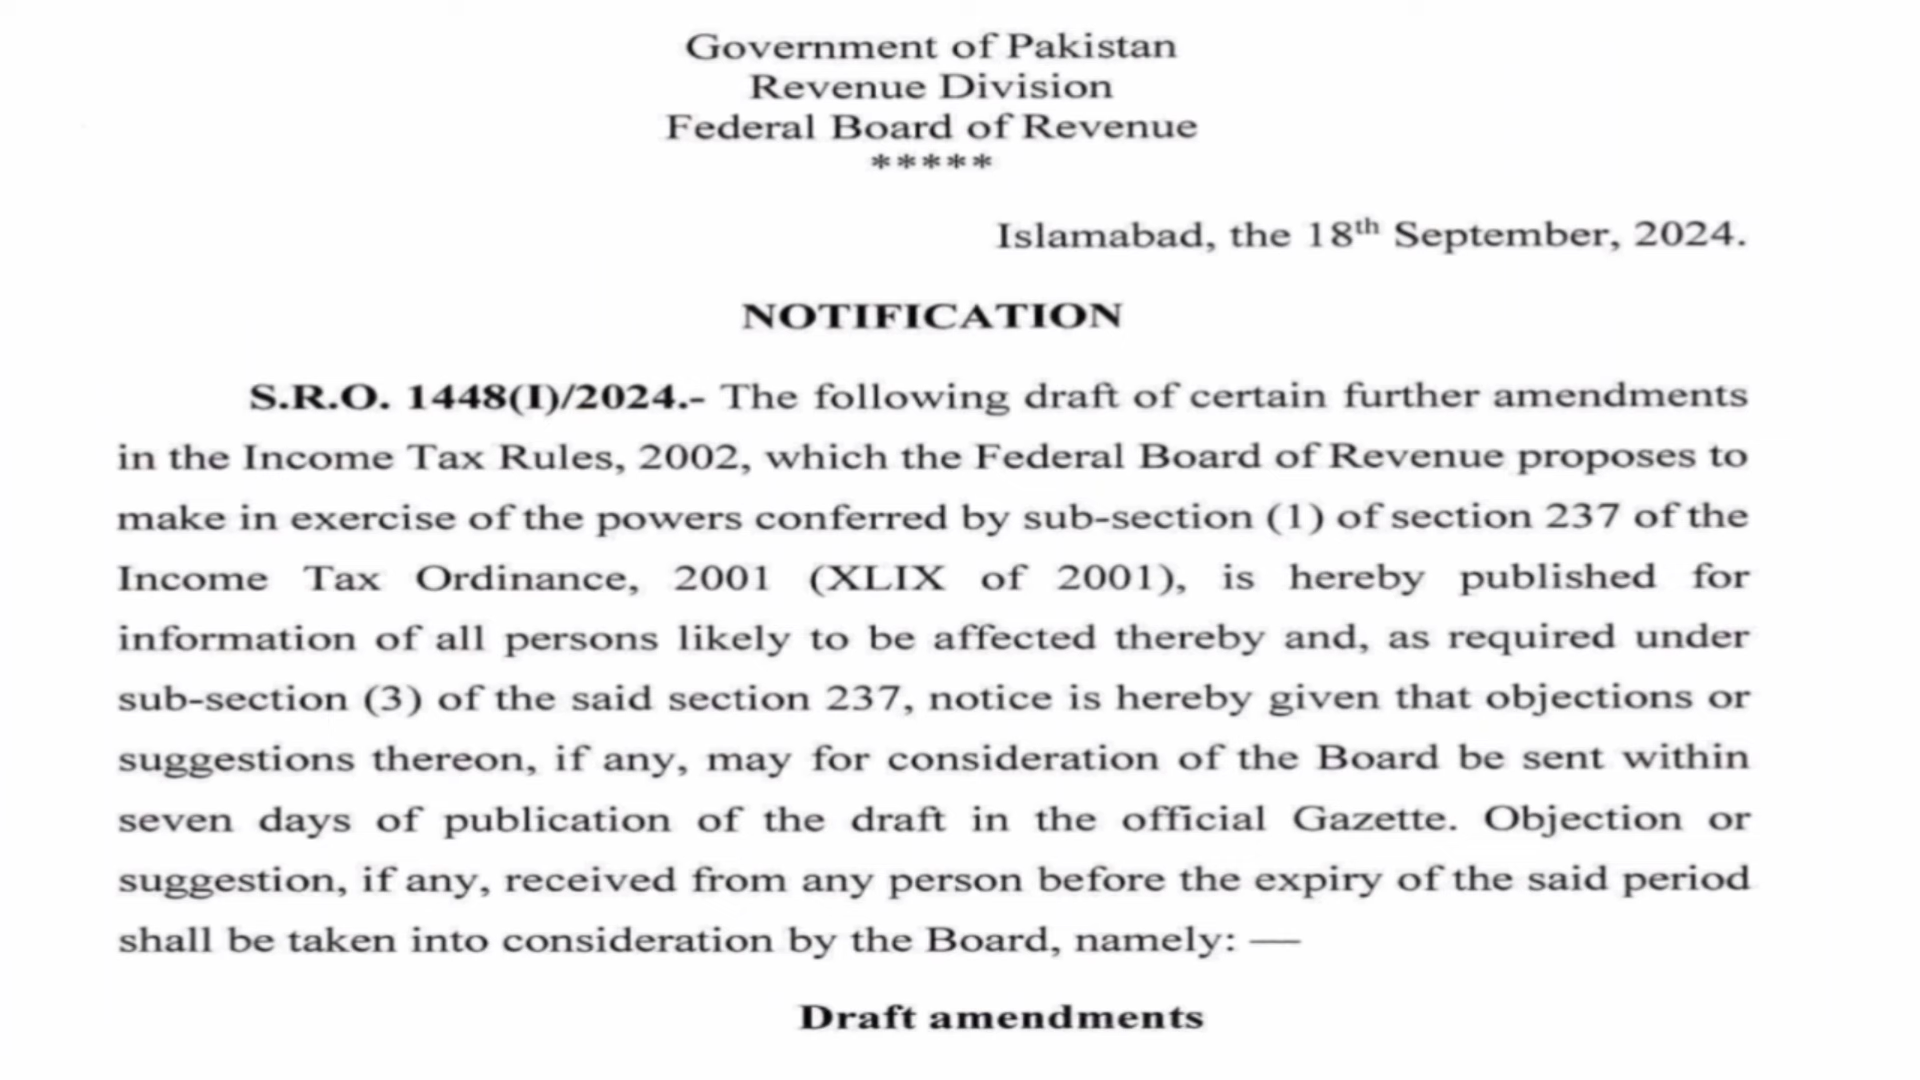 Government of Pakistan
Revenue Division
Federal Board of Revenue
*****
Islamabad, the 18th September, 2024.
NOTIFICATION
S.R.O. 1448(I)/2024.- The following draft of certain further amendments
in the Income Tax Rules, 2002, which the Federal Board of Revenue proposes to
make in exercise of the powers conferred by sub-section (1) of section 237 of the
Income Tax Ordinance, 2001 (XLIX of 2001), is hereby published for
information of all persons likely to be affected thereby and, as required under
sub-section (3) of the said section 237, notice is hereby given that objections or
suggestions thereon, if any, may for consideration of the Board be sent within
seven days of publication of the draft in the official Gazette. Objection or
suggestion, if any, received from any person before the expiry of the said period
shall be taken into consideration by the Board, namely: —
Draft amendments